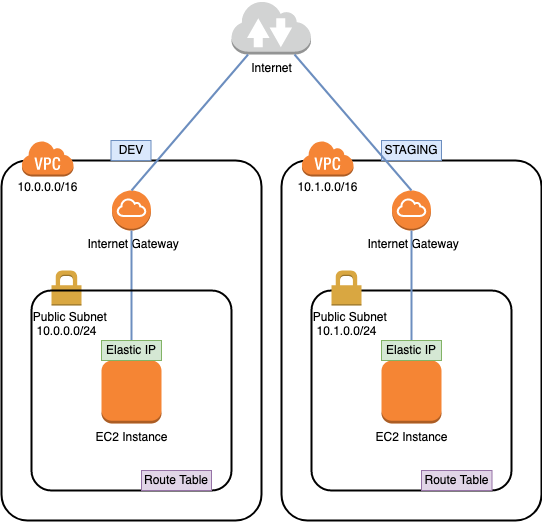 Internet
DEV
VPC
10.0.0.0/16
Internet Gateway
Public Subnet
10.0.0.0/24
Elastic IP
EC2 Instance
Route Table
STAGING
VPC
10.1.0.0/16
Internet Gateway
Public Subnet
10.1.0.0/24
Elastic IP
EC2 Instance
Route Table